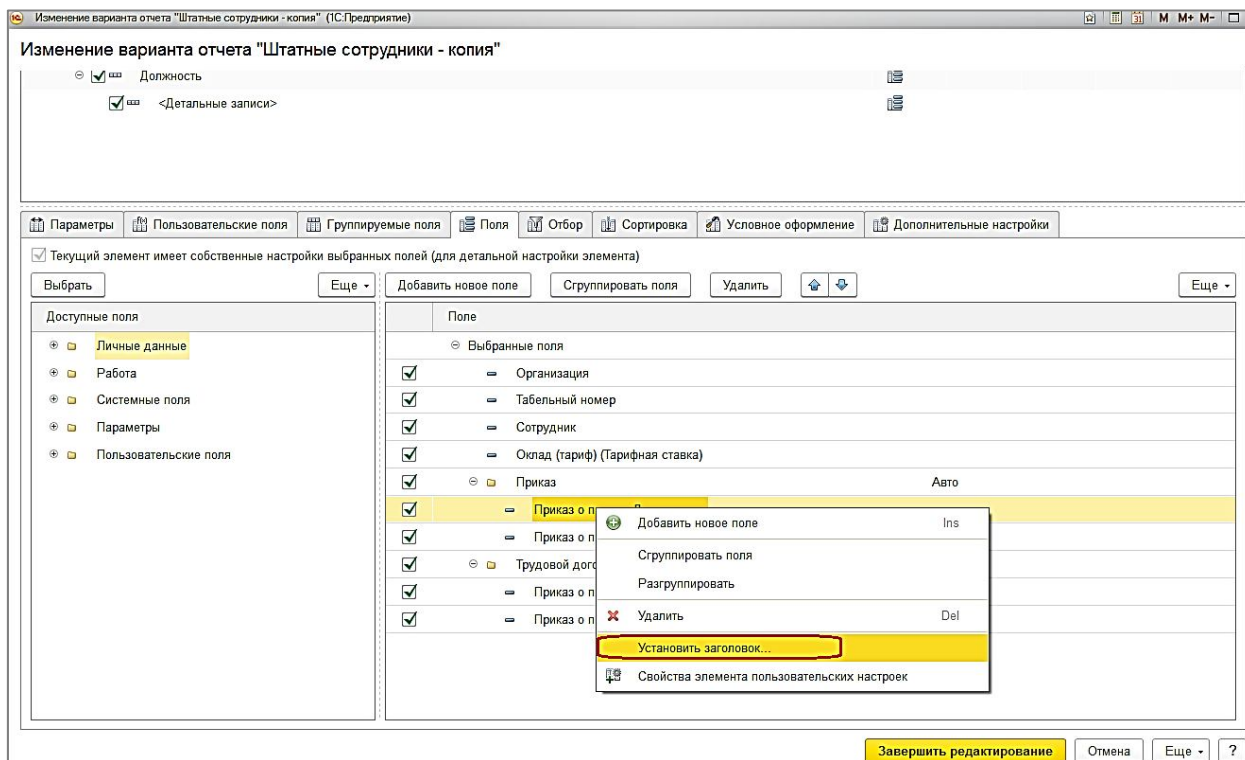 Изменение варианта отчета "Штатные сотрудники - копия" (1С:Предприятие)
31 M M+ M-
Изменение варианта отчета "Штатные сотрудники - копия"
Должность
<Детальные записи>
Параметры Пользовательские поля Группируемые поля Поля Отбор Сортировка Условное оформление Дополнительные настройки
Текущий элемент имеет собственные настройки выбранных полей (для детальной настройки элемента)
Выбрать Еще Добавить новое поле Сгруппировать поля Удалить Еще
Доступные поля Поле
Личные данные Выбранные поля
Работа Организация
Системные поля Табельный номер
Параметры Сотрудник
Пользовательские поля Оклад (тариф) (Тарифная ставка)
Приказ Авто
Приказ о п
Добавить новое поле Ins
Приказ о п
Сгруппировать поля
Трудовой дого
Разгруппировать
Приказ о п
Удалить Del
Приказ о п
Установить заголовок...
Свойства элемента пользовательских настроек
Завершить редактирование Отмена Еще ?